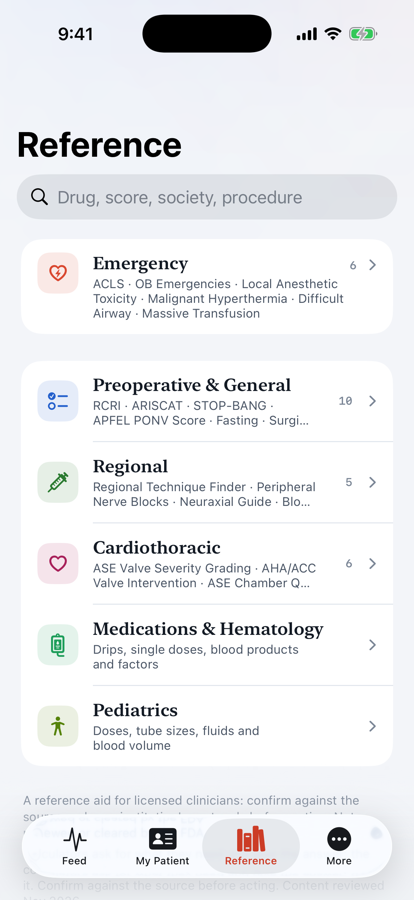 9:41
Reference
Drug, score, society, procedure
Emergency
6
ACLS · OB Emergencies · Local Anesthetic
Toxicity · Malignant Hyperthermia · Difficult
Airway · Massive Transfusion
Preoperative & General
10
RCRI · ARISCAT · STOP-BANG ·
APFEL PONV Score · Fasting · Surgi...
Regional
5
Regional Technique Finder · Peripheral
Nerve Blocks · Neuraxial Guide · Blo...
Cardiothoracic
6
ASE Valve Severity Grading · AHA/ACC
Valve Intervention · ASE Chamber Q...
Medications & Hematology
Drips, single doses, blood products
and factors
Pediatrics
Doses, tube sizes, fluids and
blood volume
A reference aid for licensed clinicians: confirm against the
Feed
My Patient
Reference
More
it. Confirm against the source before acting. Content reviewed